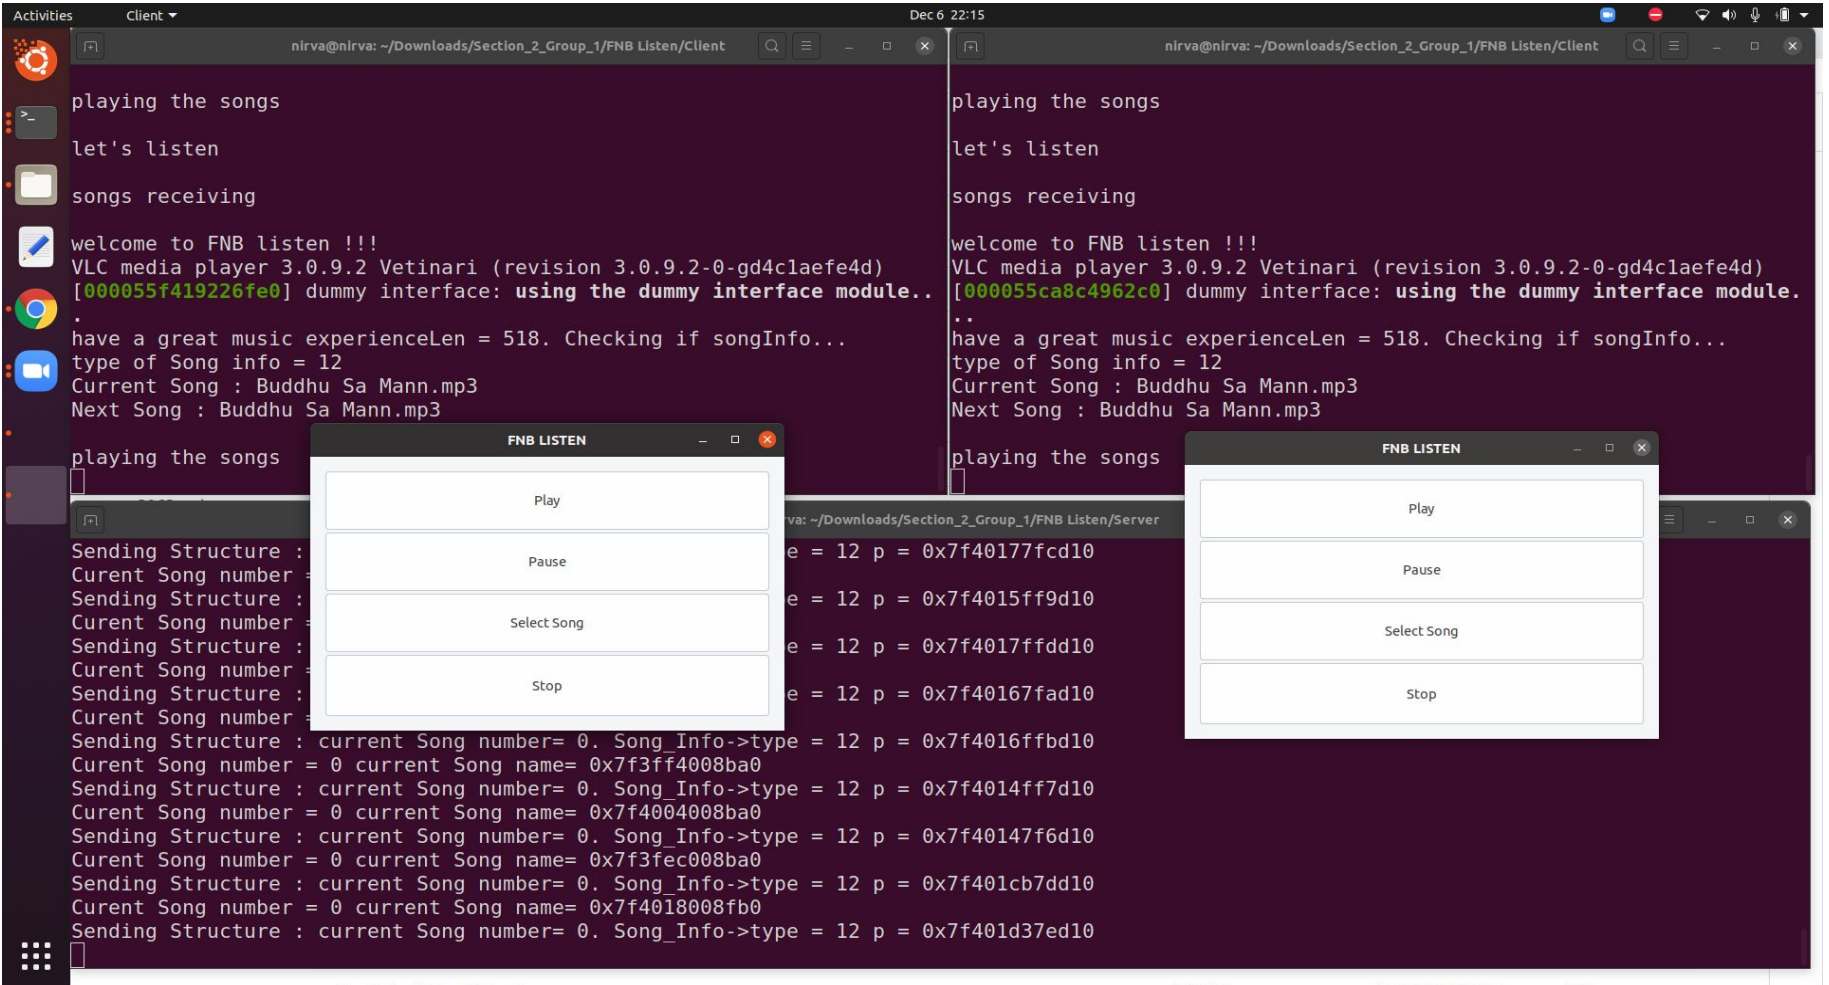 Activities Client Dec 6 22:15
nirva@nirva: ~/Downloads/Section_2_Group_1/FNB Listen/Client
playing the songs
let's listen
songs receiving
welcome to FNB listen !!!
VLC media player 3.0.9.2 Vetinari (revision 3.0.9.2-0-gd4c1aefe4d)
[000055f419226fe0] dummy interface: using the dummy interface module..
.
have a great music experienceLen = 518. Checking if songInfo...
type of Song info = 12
Current Song : Buddhu Sa Mann.mp3
Next Song : Buddhu Sa Mann.mp3
playing the songs
nirva@nirva: ~/Downloads/Section_2_Group_1/FNB Listen/Client
playing the songs
let's listen
songs receiving
welcome to FNB listen !!!
VLC media player 3.0.9.2 Vetinari (revision 3.0.9.2-0-gd4c1aefe4d)
[000055ca8c4962c0] dummy interface: using the dummy interface module.
..
have a great music experienceLen = 518. Checking if songInfo...
type of Song info = 12
Current Song : Buddhu Sa Mann.mp3
Next Song : Buddhu Sa Mann.mp3
playing the songs
FNB LISTEN
Play
Pause
Select Song
Stop
FNB LISTEN
Play
Pause
Select Song
Stop
rva: ~/Downloads/Section_2_Group_1/FNB Listen/Server
Sending Structure : e = 12 p = 0x7f40177fcd10
Curent Song number =
Sending Structure : e = 12 p = 0x7f4015ff9d10
Curent Song number =
Sending Structure : e = 12 p = 0x7f4017ffdd10
Curent Song number =
Sending Structure : e = 12 p = 0x7f40167fad10
Curent Song number =
Sending Structure : current Song number= 0. Song_Info->type = 12 p = 0x7f4016ffbd10
Curent Song number = 0 current Song name= 0x7f3ff4008ba0
Sending Structure : current Song number= 0. Song_Info->type = 12 p = 0x7f4014ff7d10
Curent Song number = 0 current Song name= 0x7f4004008ba0
Sending Structure : current Song number= 0. Song_Info->type = 12 p = 0x7f40147f6d10
Curent Song number = 0 current Song name= 0x7f3fec008ba0
Sending Structure : current Song number= 0. Song_Info->type = 12 p = 0x7f401cb7dd10
Curent Song number = 0 current Song name= 0x7f4018008fb0
Sending Structure : current Song number= 0. Song_Info->type = 12 p = 0x7f401d37ed10